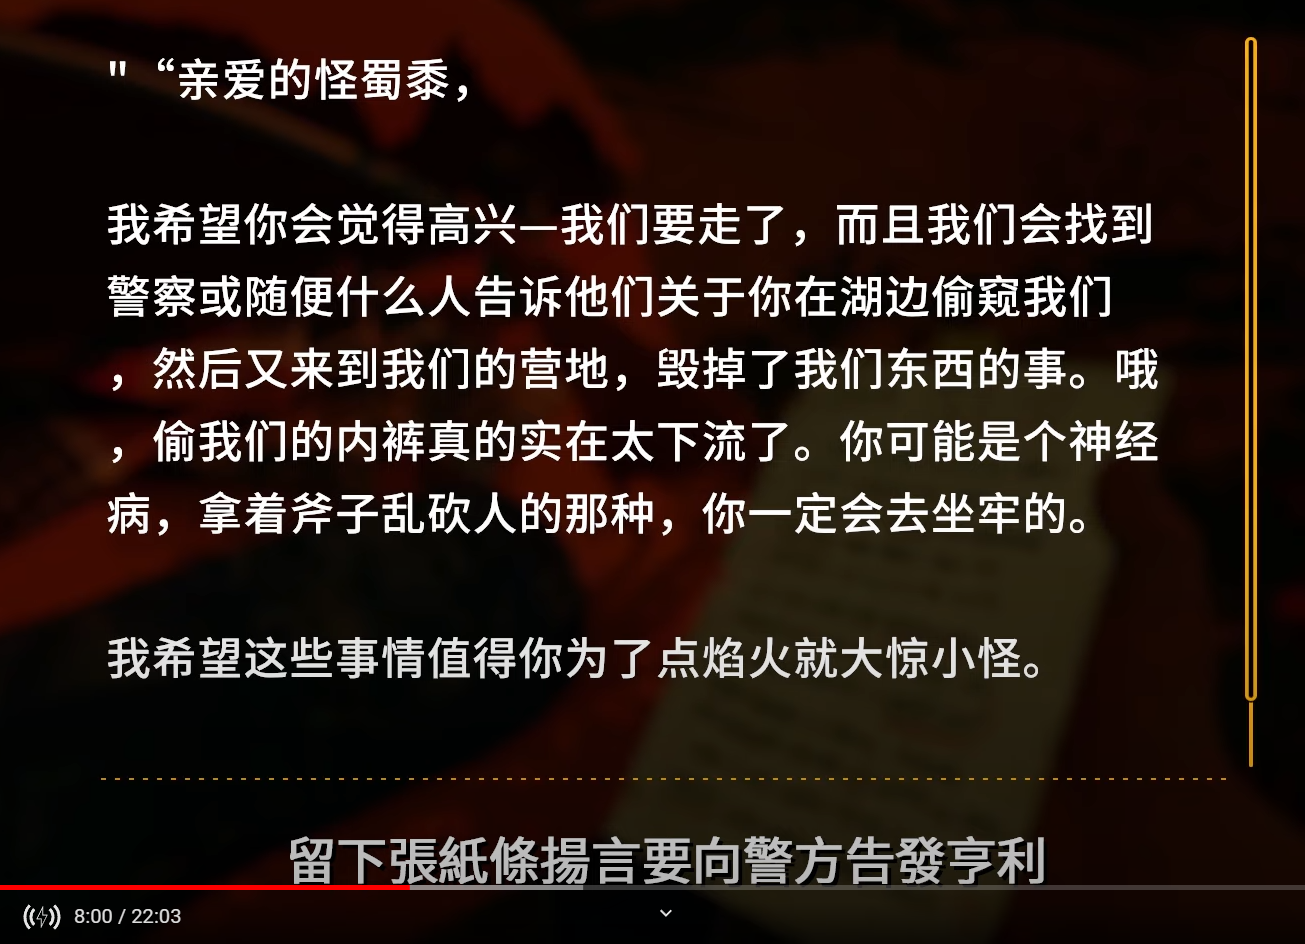 " “亲爱的怪蜀黍，
我希望你会觉得高兴—我们要走了，而且我们会找到
警察或随便什么人告诉他们关于你在湖边偷窥我们
，然后又来到我们的营地，毁掉了我们东西的事。哦
，偷我们的内裤真的实在太下流了。你可能是个神经
病，拿着斧子乱砍人的那种，你一定会去坐牢的。
我希望这些事情值得你为了点焰火就大惊小怪。
留下張紙條揚言要向警方告發亨利
8:00 / 22:03